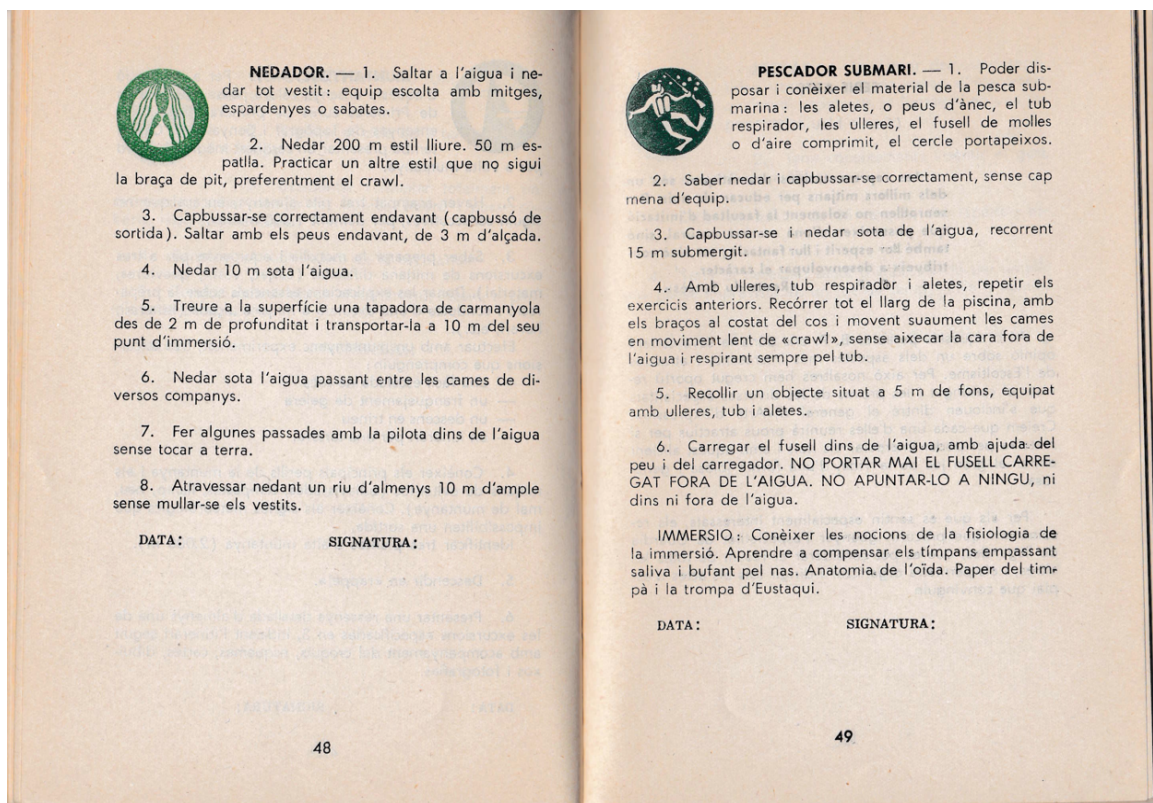 NEDADOR. — 1. Saltar a l'aigua i ne-
dar tot vestit: equip escolta amb mitges,
espardenyes o sabates.
2. Nedar 200 m estil lliure. 50 m es-
patlla. Practicar un altre estil que no sigui
la braça de pit, preferentment el crawl.
3. Capbussar-se correctament endavant (capbussó de
sortida). Saltar amb els peus endavant, de 3 m d'alçada.
4. Nedar 10 m sota l'aigua.
5. Treure a la superfície una tapadora de carmanyola
des de 2 m de profunditat i transportar-la a 10 m del seu
punt d'immersió.
6. Nedar sota l'aigua passant entre les cames de di-
versos companys.
7. Fer algunes passades amb la pilota dins de l'aigua
sense tocar a terra.
8. Atravessar nedant un riu d'almenys 10 m d'ample
sense mullar-se els vestits.
DATA: SIGNATURA:
48
PESCADOR SUBMARI. — 1. Poder dis-
posar i conèixer el material de la pesca sub-
marina: les aletes, o peus d'ànec, el tub
respirador, les ulleres, el fusell de molles
o d'aire comprimit, el cercle portapeixos.
2. Saber nedar i capbussar-se correctament, sense cap
mena d'equip.
3. Capbussar-se i nedar sota de l'aigua, recorrent
15 m submergit.
4. Amb ulleres, tub respirador i aletes, repetir els
exercicis anteriors. Recórrer tot el llarg de la piscina, amb
els braços al costat del cos i movent suaument les cames
en moviment lent de «crawl», sense aixecar la cara fora de
l'aigua i respirant sempre pel tub.
5. Recollir un objecte situat a 5 m de fons, equipat
amb ulleres, tub i aletes.
6. Carregar el fusell dins de l'aigua, amb ajuda del
peu i del carregador. NO PORTAR MAI EL FUSELL CARRE-
GAT FORA DE L'AIGUA. NO APUNTAR-LO A NINGU, ni
dins ni fora de l'aigua.
IMMERSIO: Conèixer les nocions de la fisiologia de
la immersió. Aprendre a compensar els tímpans empassant
saliva i bufant pel nas. Anatomia de l'oïda. Paper del tim-
pà i la trompa d'Eustaqui.
DATA: SIGNATURA:
49